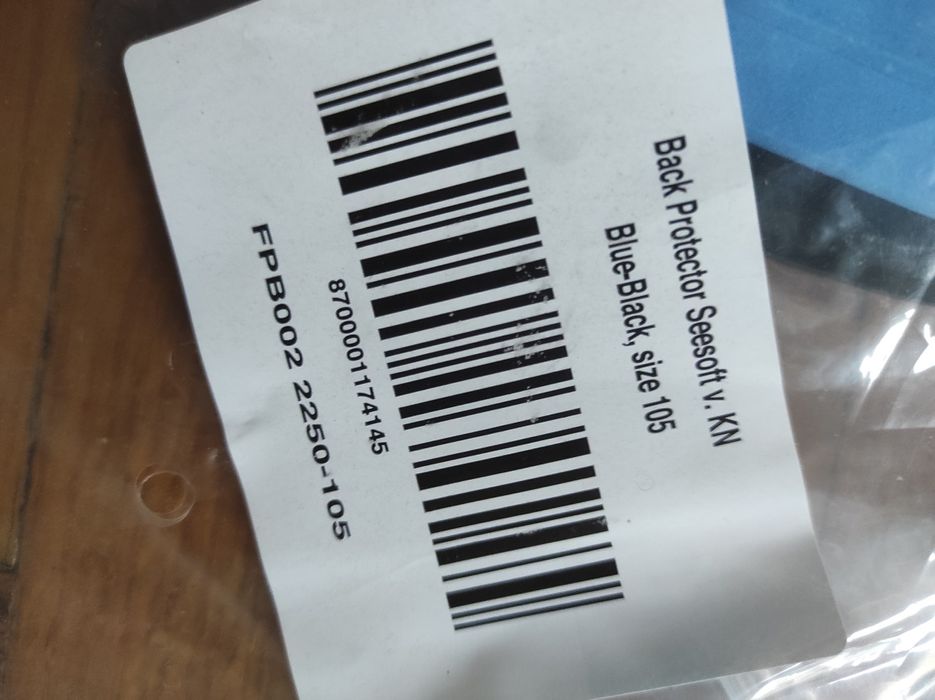 Back Protector Seesoft v. KN
Blue-Black, size 105
8700001174145
FPB002 2250-105